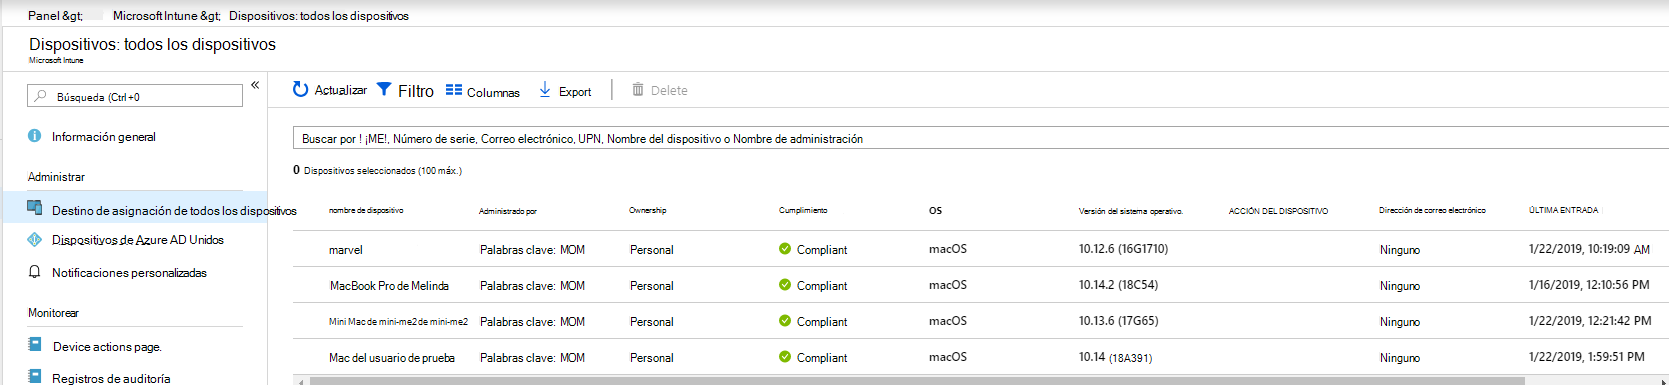 Panel &gt; Microsoft Intune &gt; Dispositivos: todos los dispositivos
Dispositivos: todos los dispositivos
Microsoft Intune
Búsqueda (Ctrl+0
«
Información general
Administrar
Destino de asignación de todos los dispositivos
Dispositivos de Azure AD Unidos
Notificaciones personalizadas
Monitorear
Device actions page.
Registros de auditoría
Actualizar Filtro Columnas Export Delete
Buscar por ! ¡ME!, Número de serie, Correo electrónico, UPN, Nombre del dispositivo o Nombre de administración
0 Dispositivos seleccionados (100 máx.)
nombre de dispositivo Administrado por Ownership Cumplimiento OS Versión del sistema operativo. ACCIÓN DEL DISPOSITIVO Dirección de correo electrónico ÚLTIMA ENTRADA
marvel Palabras clave: MOM Personal Compliant macOS 10.12.6 (16G1710) Ninguno 1/22/2019, 10:19:09 AM
MacBook Pro de Melinda Palabras clave: MOM Personal Compliant macOS 10.14.2 (18C54) Ninguno 1/16/2019, 12:10:56 PM
Mini Mac de mini-me2 de mini-me2 Palabras clave: MOM Personal Compliant macOS 10.13.6 (17G65) Ninguno 1/22/2019, 12:21:42 PM
Mac del usuario de prueba Palabras clave: MOM Personal Compliant macOS 10.14 (18A391) Ninguno 1/22/2019, 1:59:51 PM